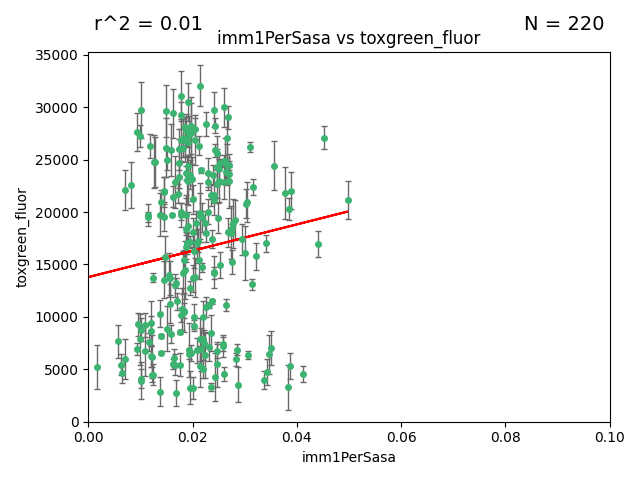 r^2 = 0.01
N = 220
imm1PerSasa vs toxgreen_fluor
35000
30000
25000
20000
15000
10000
5000
0
toxgreen_fluor
0.00
0.02
0.04
0.06
0.08
0.10
imm1PerSasa